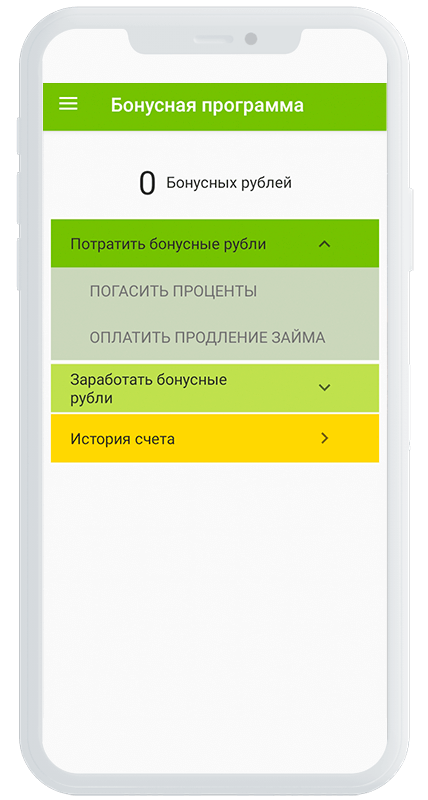 Бонусная программа
0 Бонусных рублей
Потратить бонусные рубли
ПОГАСИТЬ ПРОЦЕНТЫ
ОПЛАТИТЬ ПРОДЛЕНИЕ ЗАЙМА
Заработать бонусные
рубли
История счета